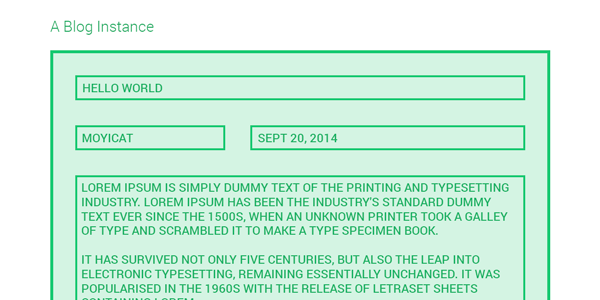 A Blog Instance
HELLO WORLD
MOYICAT
SEPT 20, 2014
LOREM IPSUM IS SIMPLY DUMMY TEXT OF THE PRINTING AND TYPESETTING
INDUSTRY. LOREM IPSUM HAS BEEN THE INDUSTRY'S STANDARD DUMMY
TEXT EVER SINCE THE 1500S, WHEN AN UNKNOWN PRINTER TOOK A GALLEY
OF TYPE AND SCRAMBLED IT TO MAKE A TYPE SPECIMEN BOOK.
IT HAS SURVIVED NOT ONLY FIVE CENTURIES, BUT ALSO THE LEAP INTO
ELECTRONIC TYPESETTING, REMAINING ESSENTIALLY UNCHANGED. IT WAS
POPULARISED IN THE 1960S WITH THE RELEASE OF LETRASET SHEETS
CONTAINING LOREM